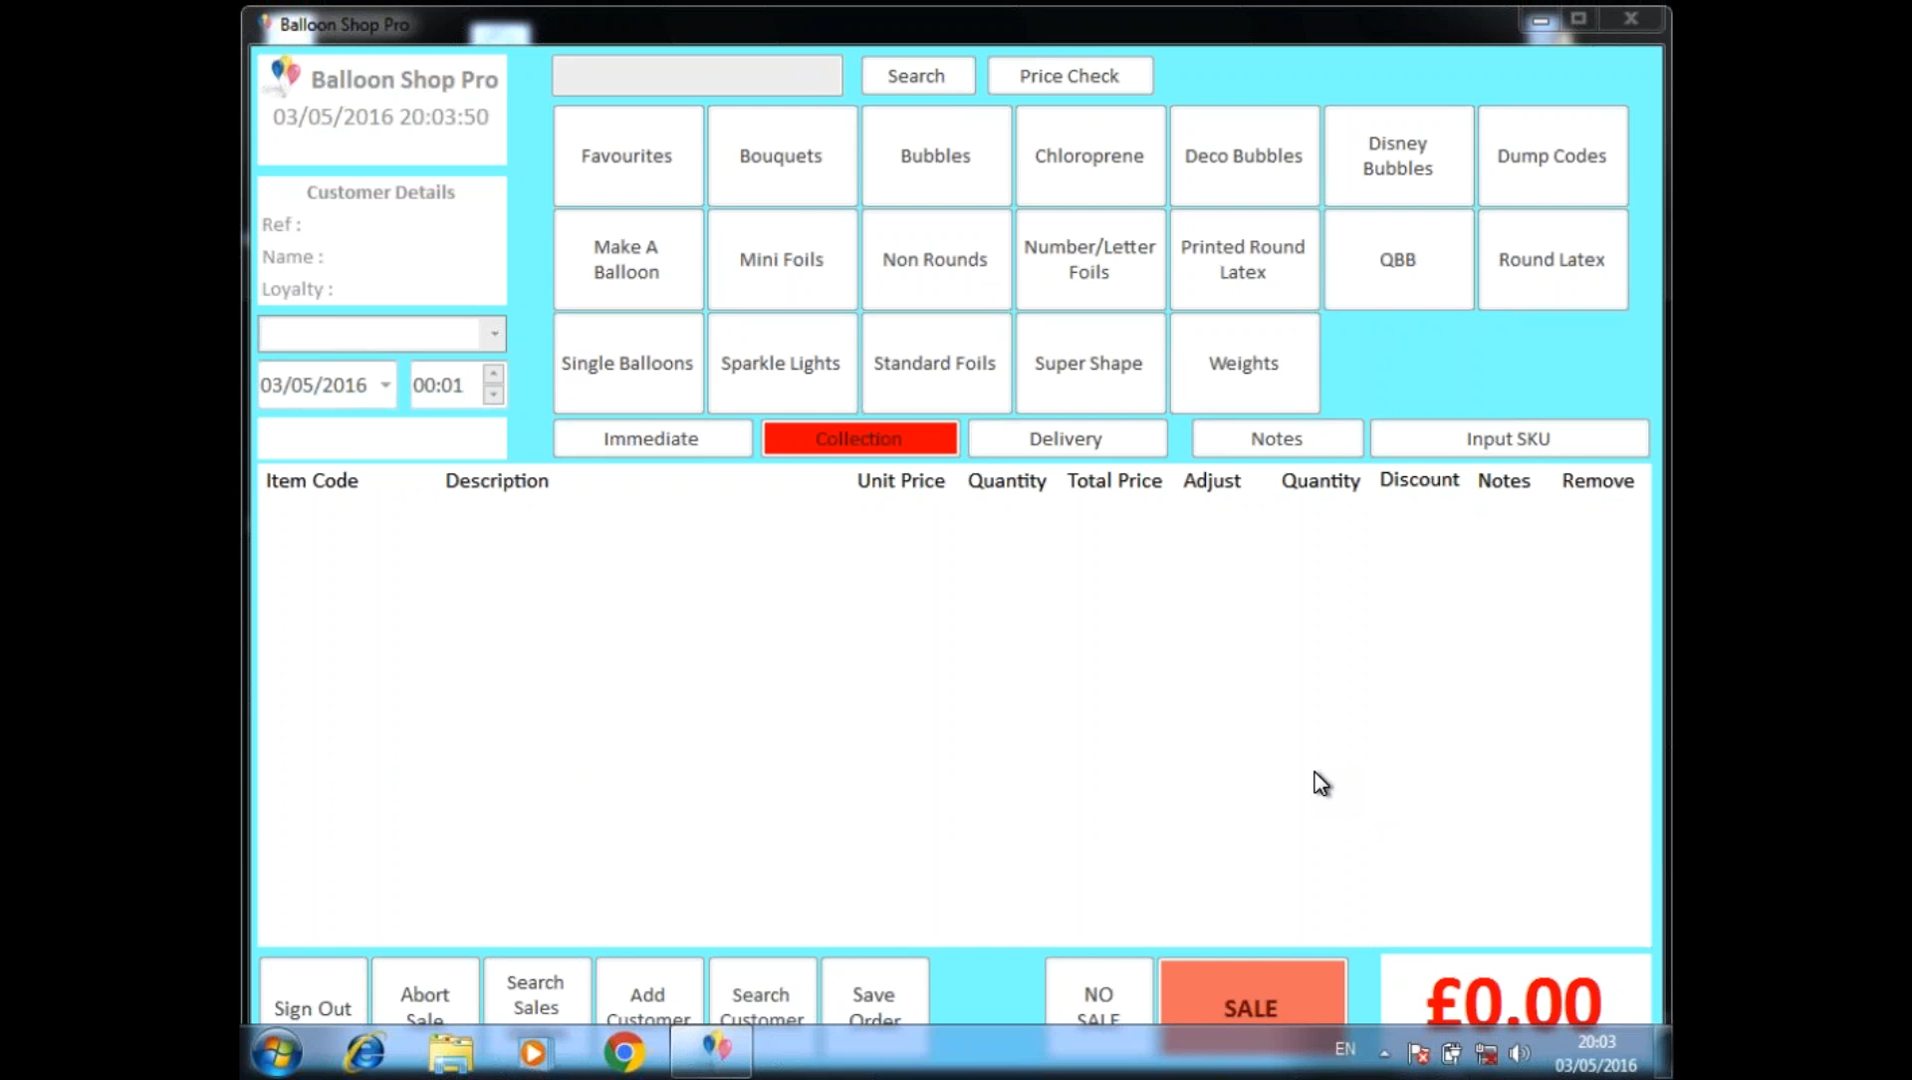 Balloon Shop Pro
Balloon Shop Pro
03/05/2016 20:03:50
Search
Price Check
Favourites
Bouquets
Bubbles
Chloroprene
Deco Bubbles
Disney
Bubbles
Dump Codes
Customer Details
Ref :
Name :
Loyalty :
Make A
Balloon
Mini Foils
Non Rounds
Number/Letter
Foils
Printed Round
Latex
QBB
Round Latex
03/05/2016
00:01
Single Balloons
Sparkle Lights
Standard Foils
Super Shape
Weights
Immediate
Collection
Delivery
Notes
Input SKU
Item Code Description Unit Price Quantity Total Price Adjust Quantity Discount Notes Remove
Sign Out
Abort
Sale
Search
Sales
Add
Customer
Search
Customer
Save
Order
NO
SALE
SALE
£0.00
EN
20:03
03/05/2016